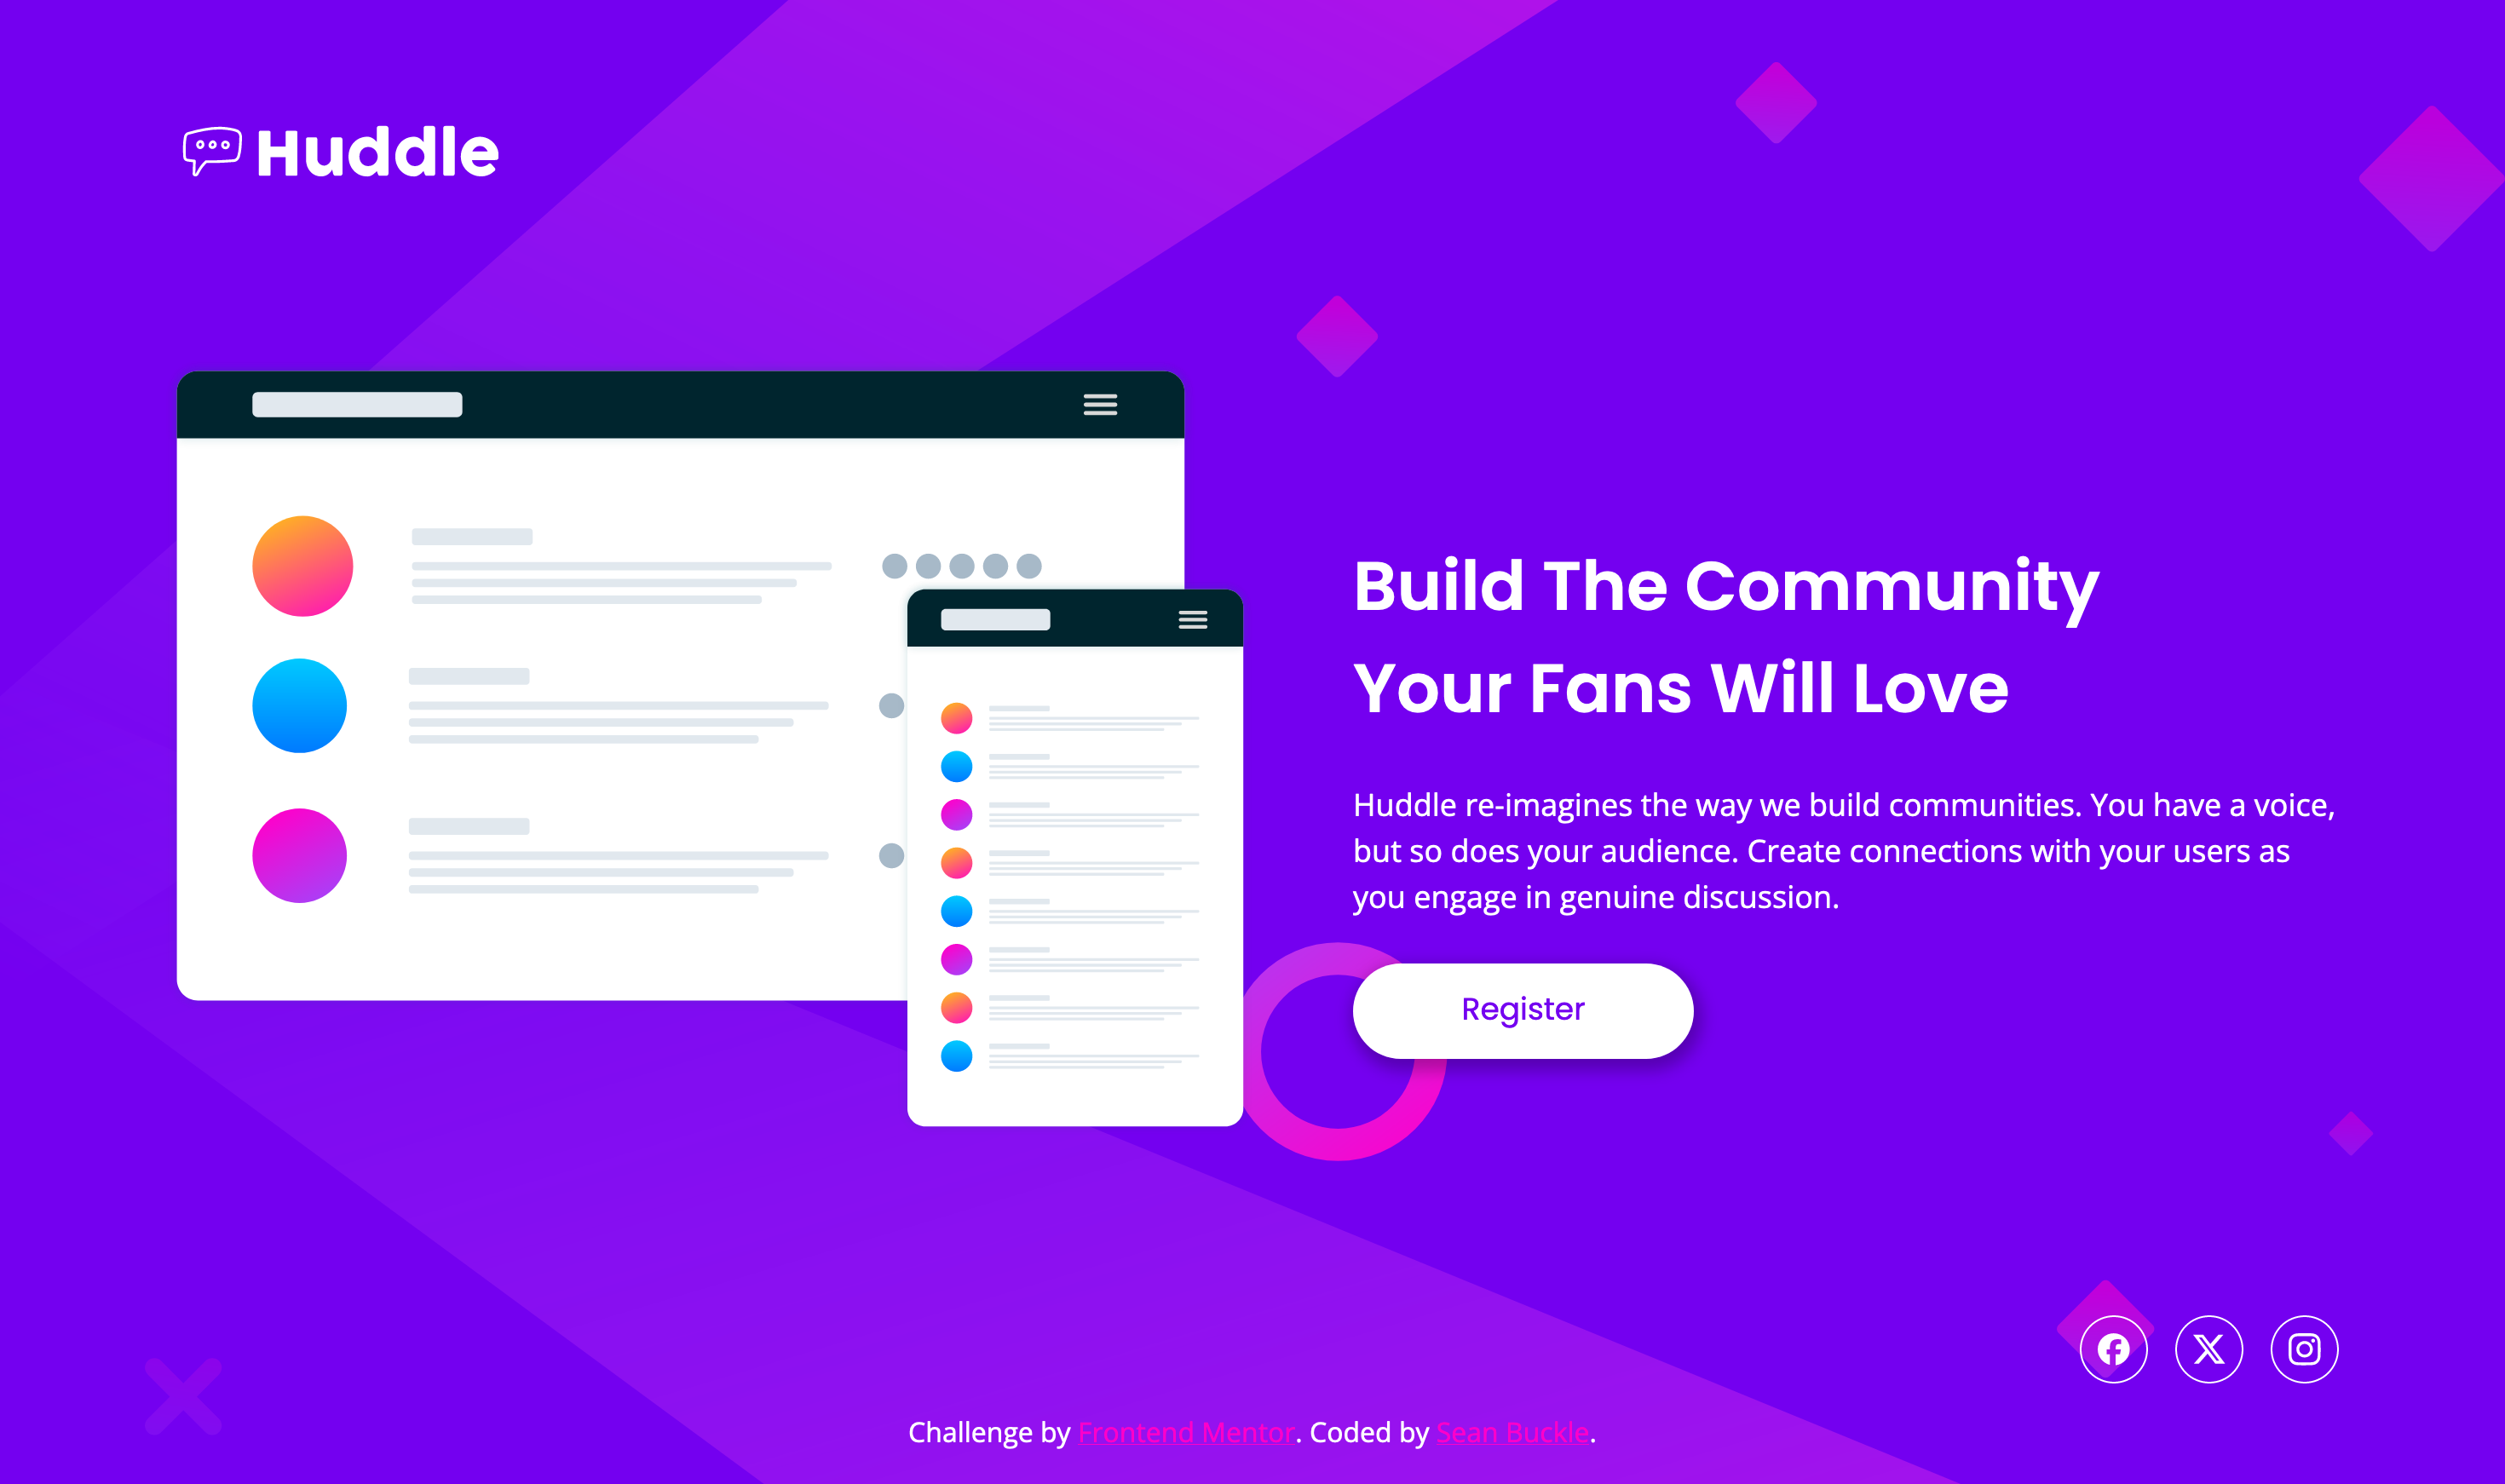 Huddle
Build The Community
Your Fans Will Love
Huddle re-imagines the way we build communities. You have a voice,
but so does your audience. Create connections with your users as
you engage in genuine discussion.
Register
Challenge by Frontend Mentor. Coded by Sean Buckle.